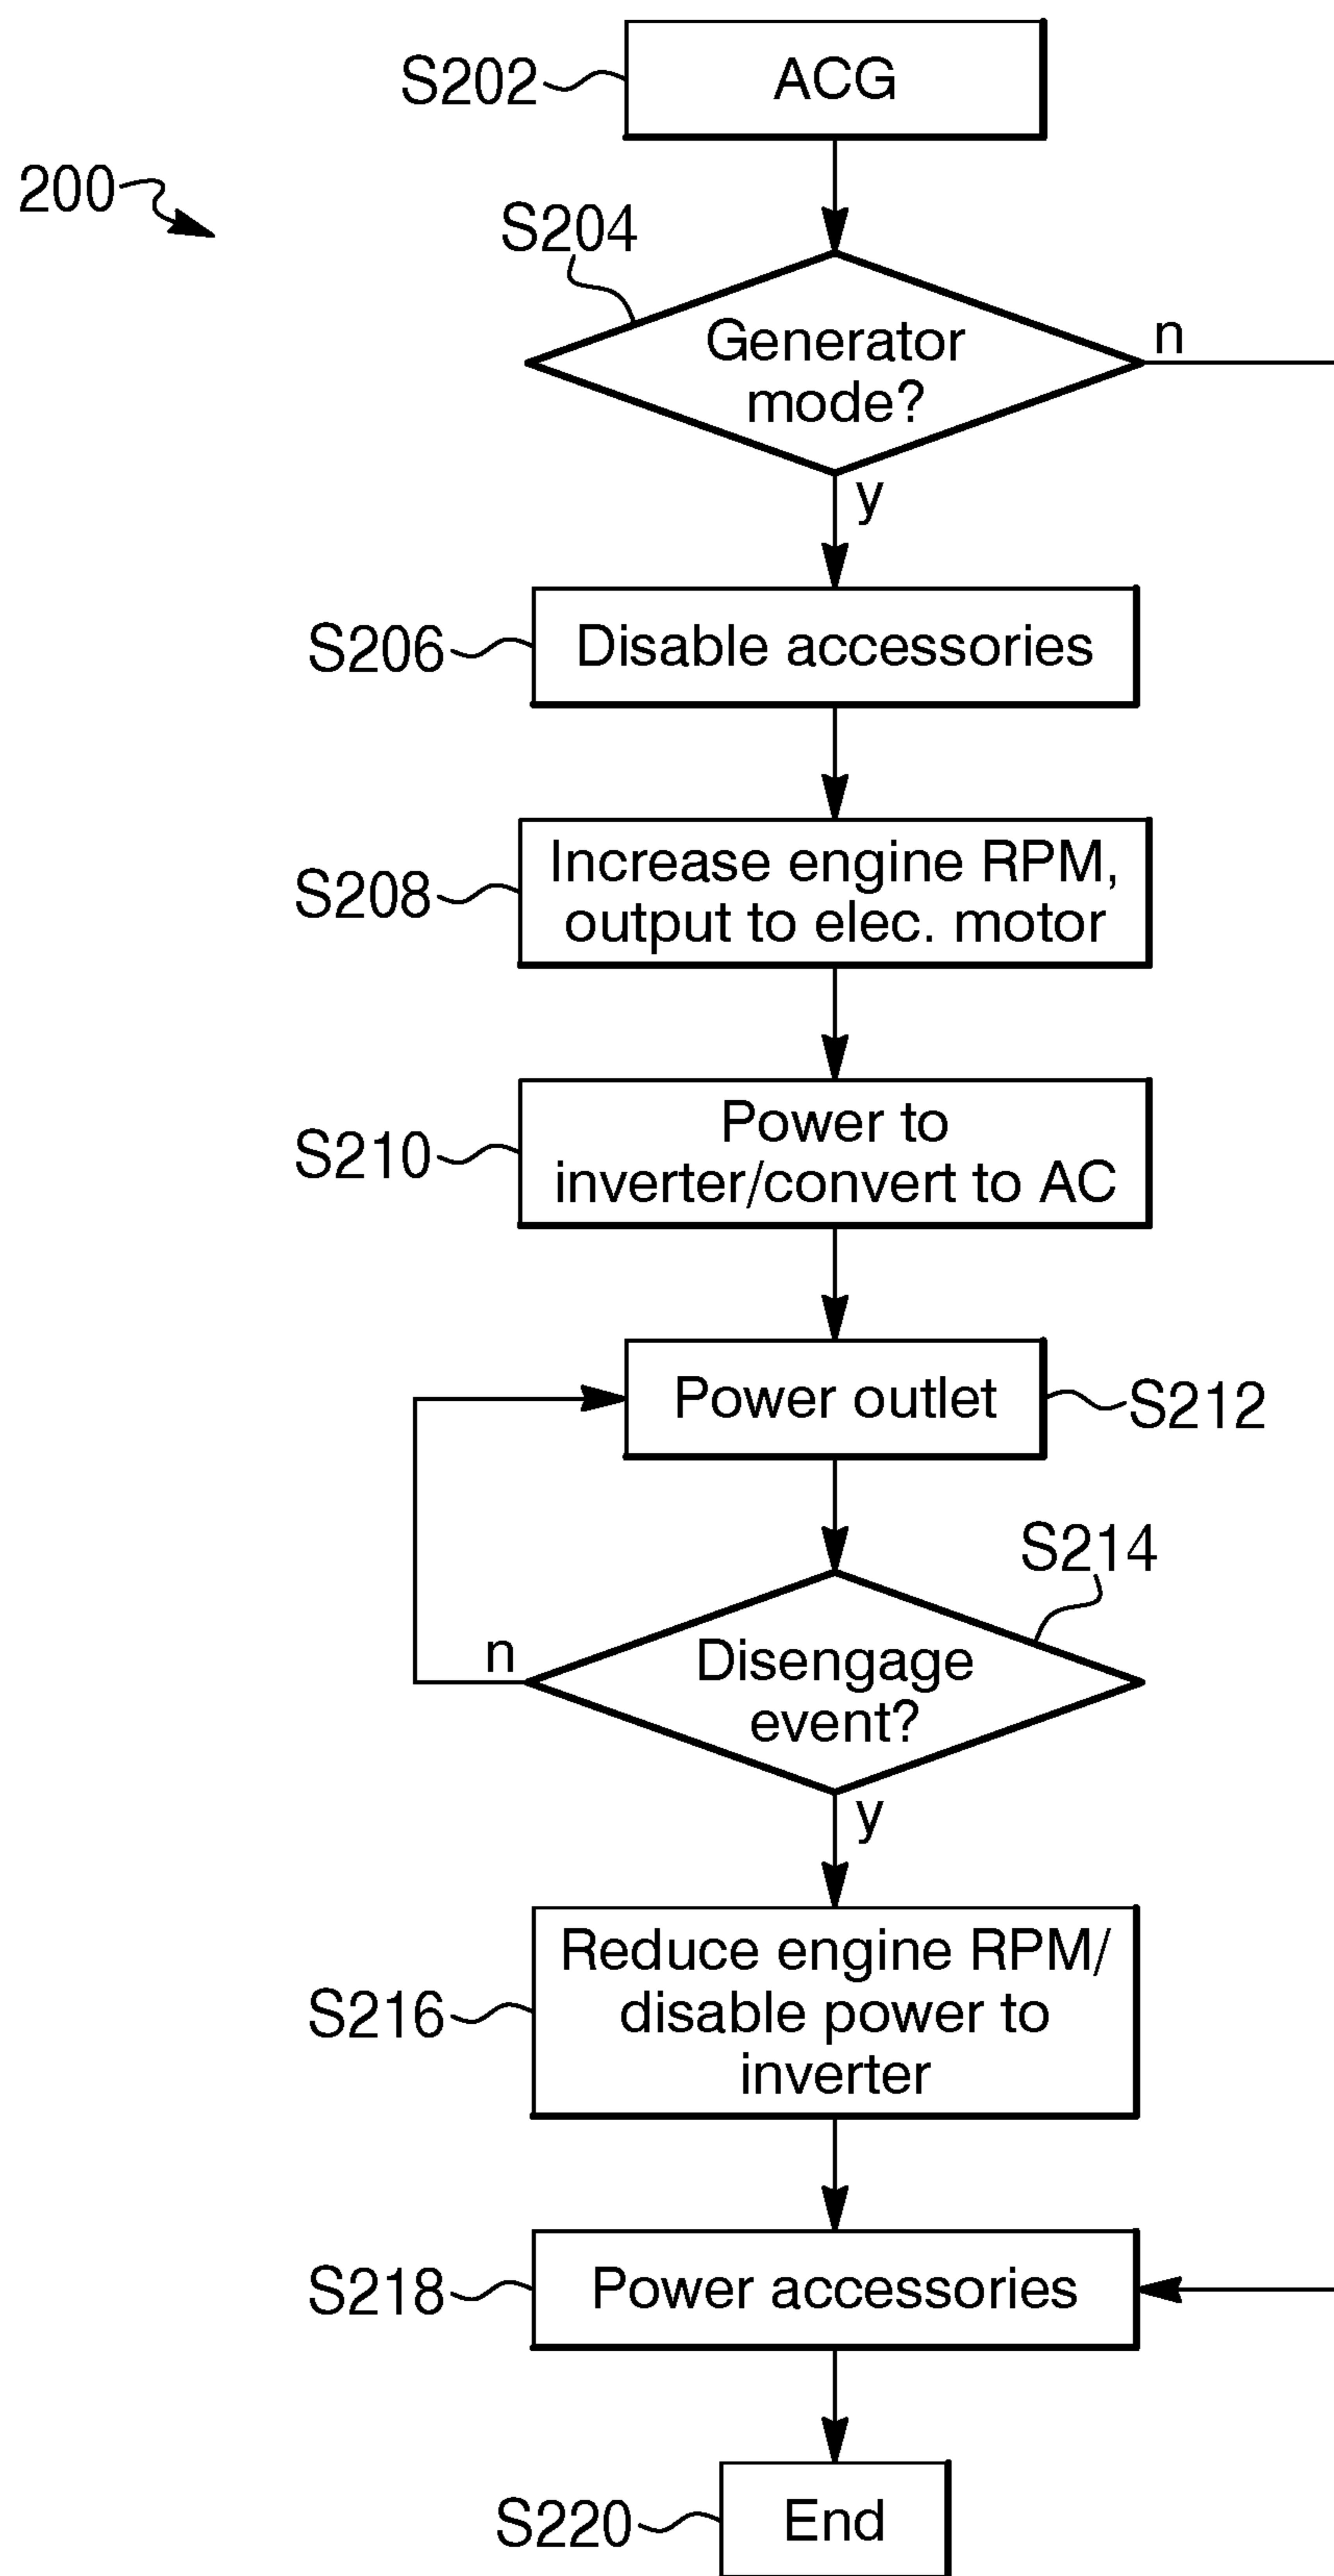 S202
ACG
200
S204
Generator
mode?
n
y
S206
Disable accessories
S208
Increase engine RPM,
output to elec. motor
S210
Power to
inverter/convert to AC
Power outlet
S212
S214
Disengage
event?
n
y
S216
Reduce engine RPM/
disable power to
inverter
S218
Power accessories
S220
End